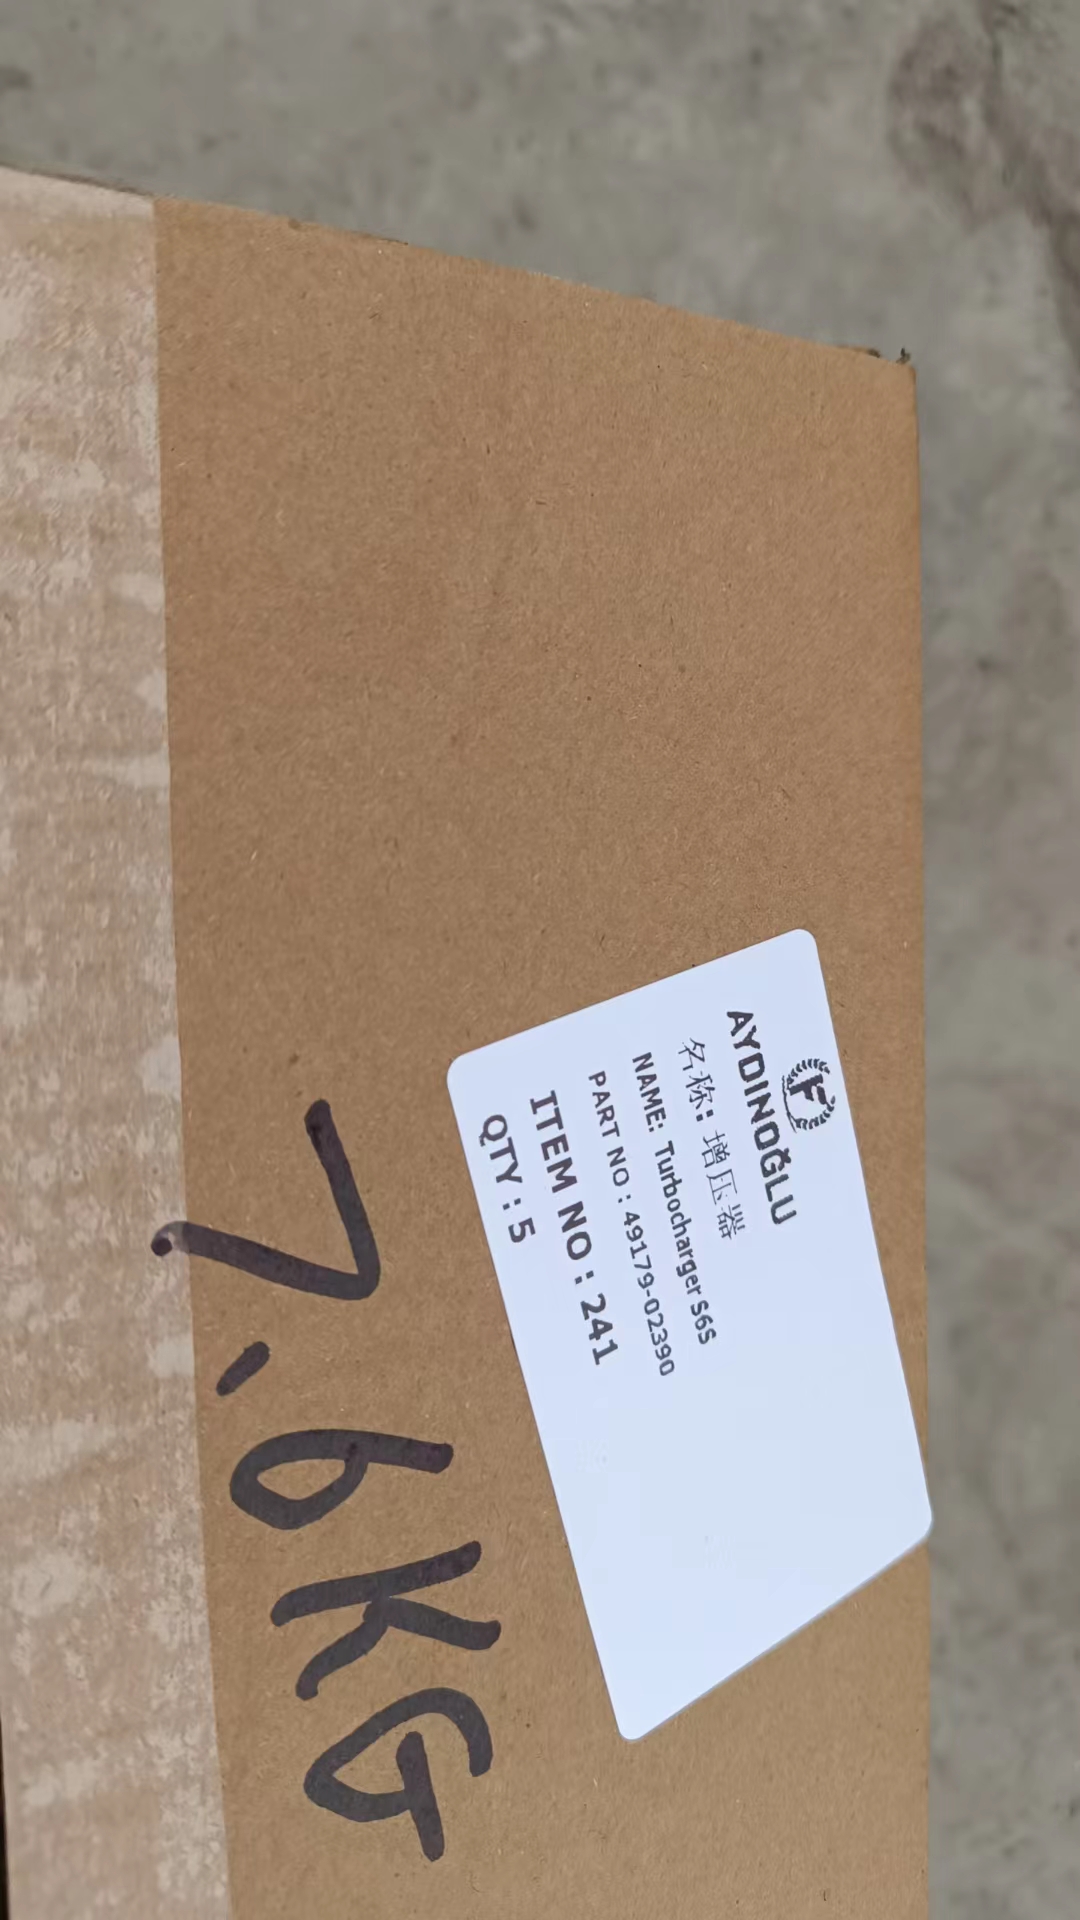 F
AYDINOĞLU
名称: 增压器
NAME: Turbocharger S6S
PART NO : 49179-02390
ITEM NO : 241
QTY : 5
7.6KG